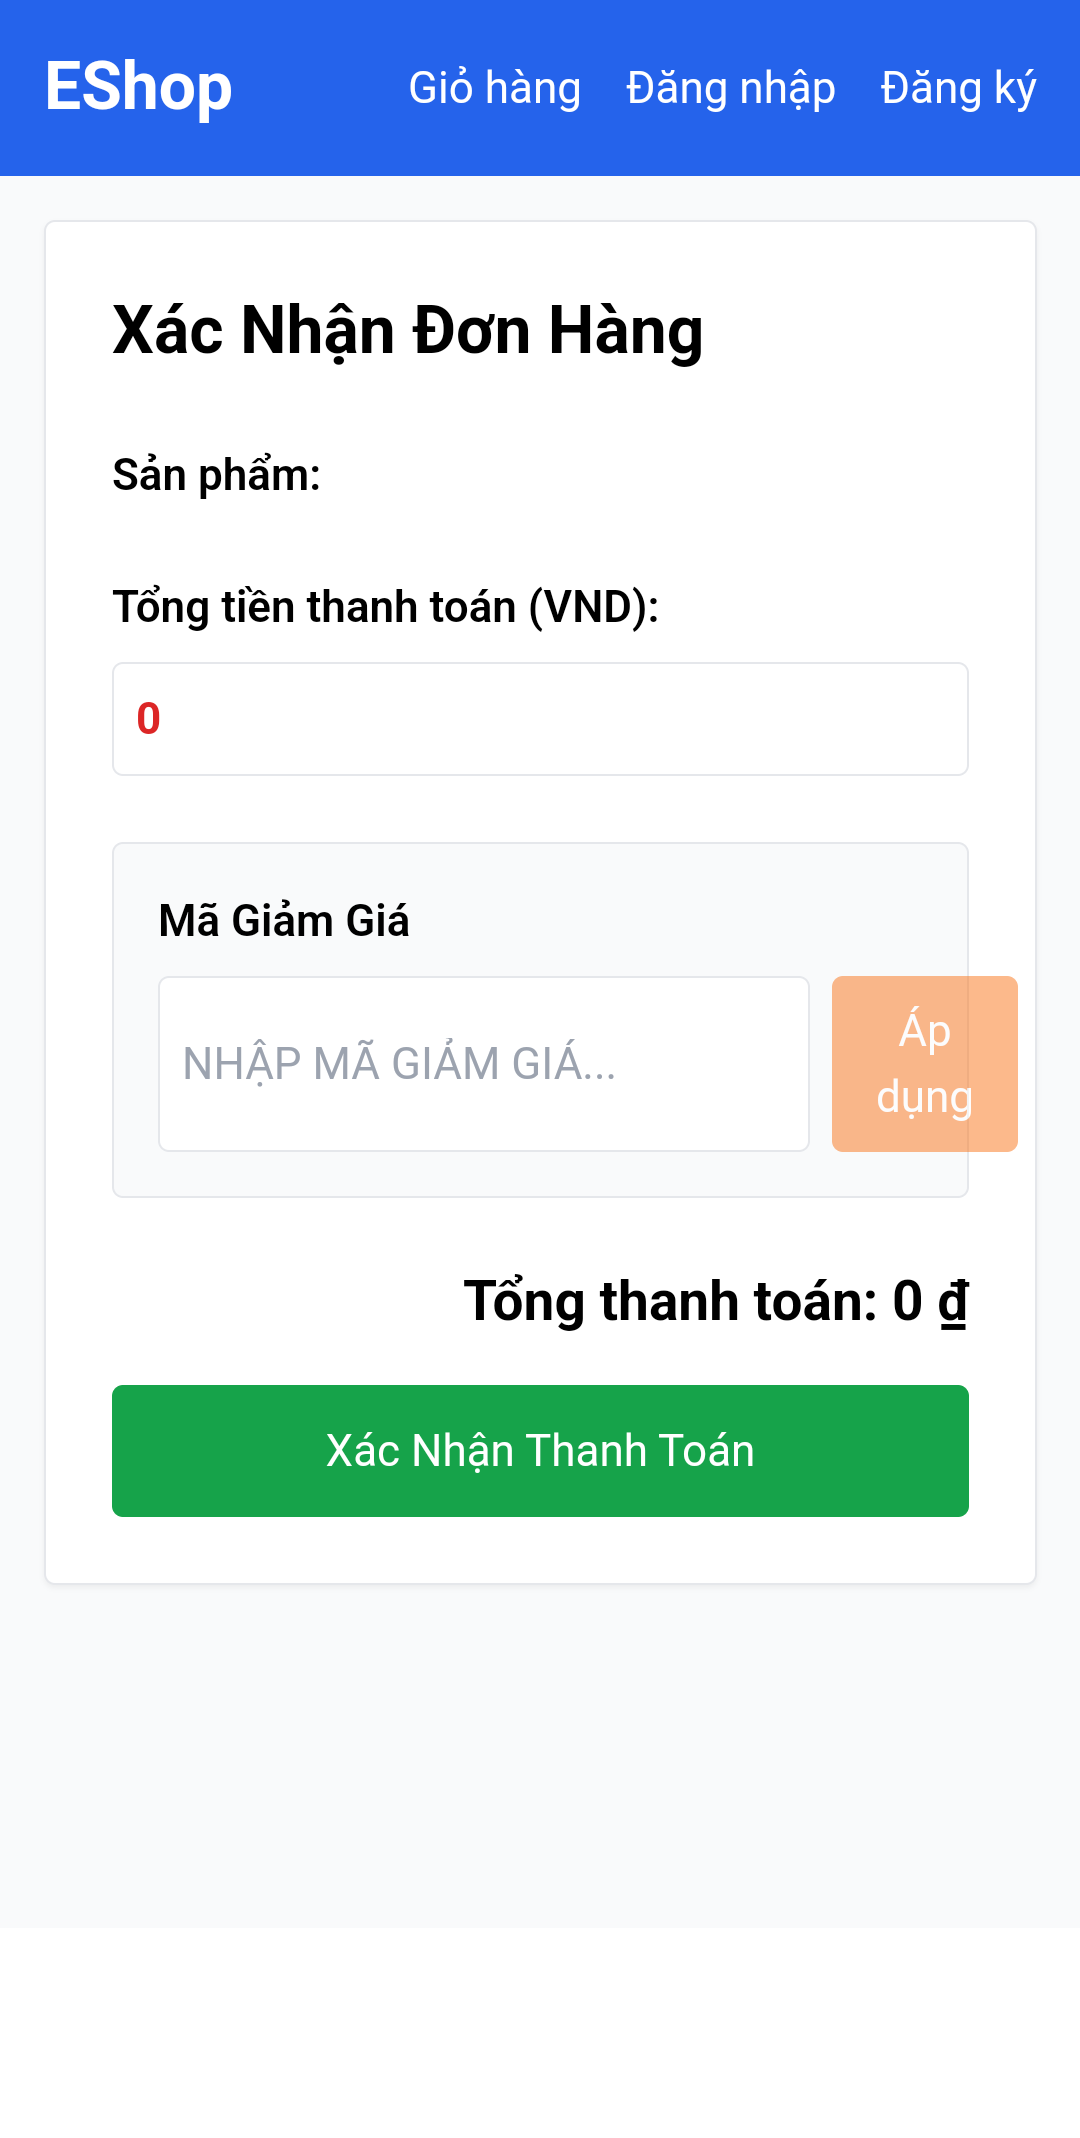 EShop
Giỏ hàng
Đăng nhập
Đăng ký
Xác Nhận Đơn Hàng
Sản phẩm:
Tổng tiền thanh toán (VND):
0
Mã Giảm Giá
NHẬP MÃ GIẢM GIÁ...
Áp
dụng
Tổng thanh toán: 0 ₫
Xác Nhận Thanh Toán